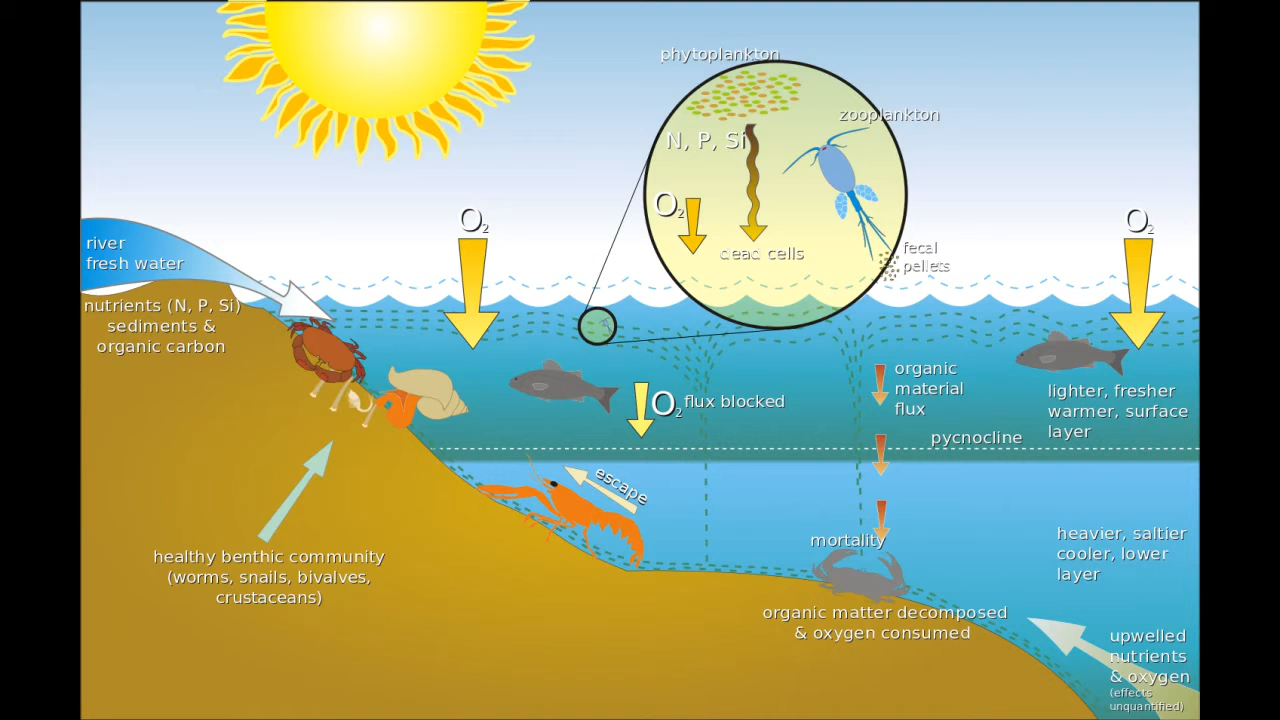 phytoplankton
zooplankton
N, P, Si
O2
dead cells
fecal
pellets
O2
O2
river
fresh water
nutrients (N, P, Si)
sediments &
organic carbon
O2 flux blocked
organic
material
flux
lighter, fresher
warmer, surface
layer
pycnocline
escape
mortality
heavier, saltier
cooler, lower
layer
healthy benthic community
(worms, snails, bivalves,
crustaceans)
organic matter decomposed
& oxygen consumed
upwelled
nutrients
& oxygen
(effects
unquantified)